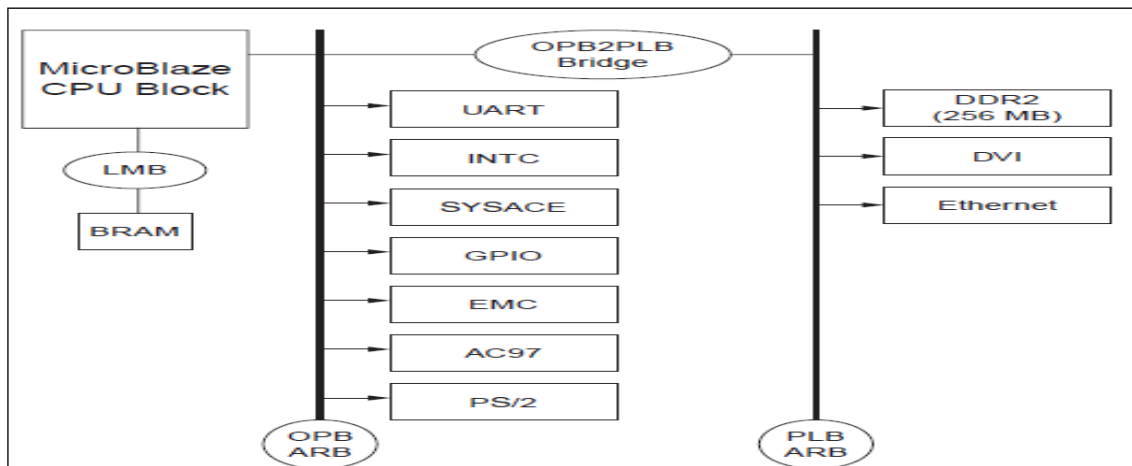 MicroBlaze
CPU Block
OPB2PLB
Bridge
LMB
BRAM
UART
INTC
SYSACE
GPIO
EMC
AC97
PS/2
OPB
ARB
DDR2
(256 MB)
DVI
Ethernet
PLB
ARB